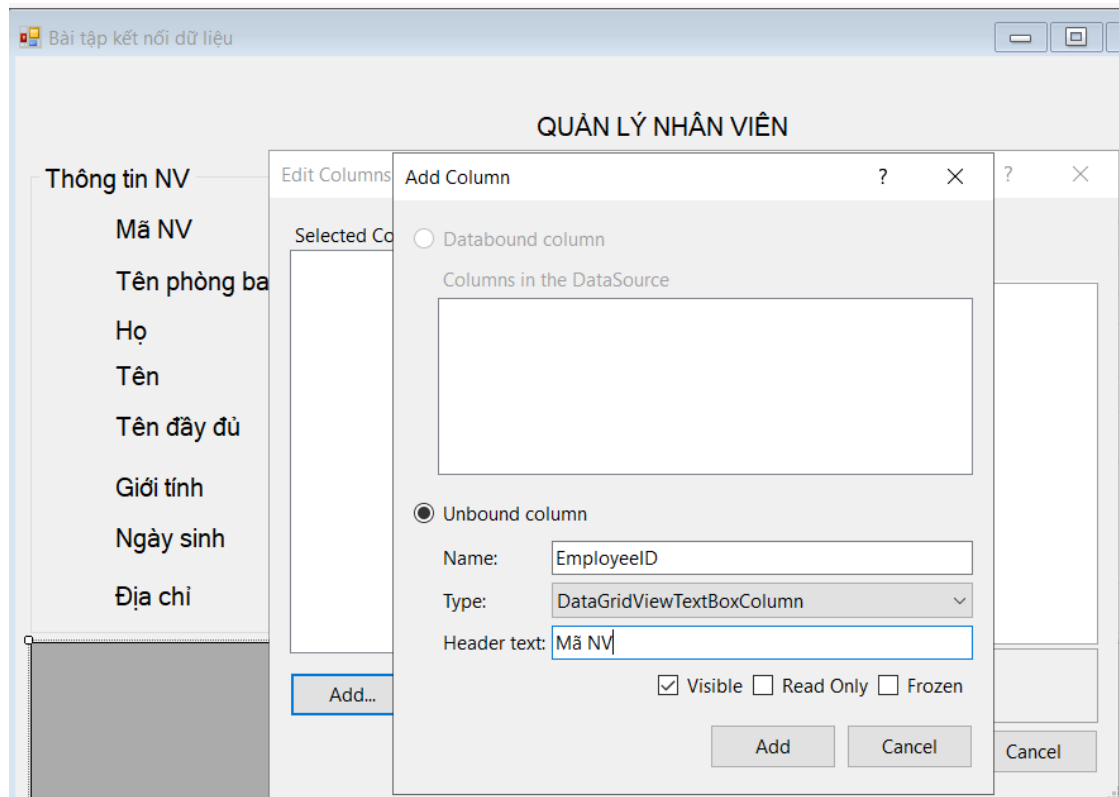 Bài tập kết nối dữ liệu
QUẢN LÝ NHÂN VIÊN
Thông tin NV
Mã NV
Tên phòng ba
Họ
Tên
Tên đầy đủ
Giới tính
Ngày sinh
Địa chỉ
Edit Columns
?
Selected Co
Add...
Cancel
Add Column
?
Databound column
Columns in the DataSource
Unbound column
Name: EmployeeID
Type: DataGridViewTextBoxColumn
Header text: Mã NV
Visible Read Only Frozen
Add Cancel